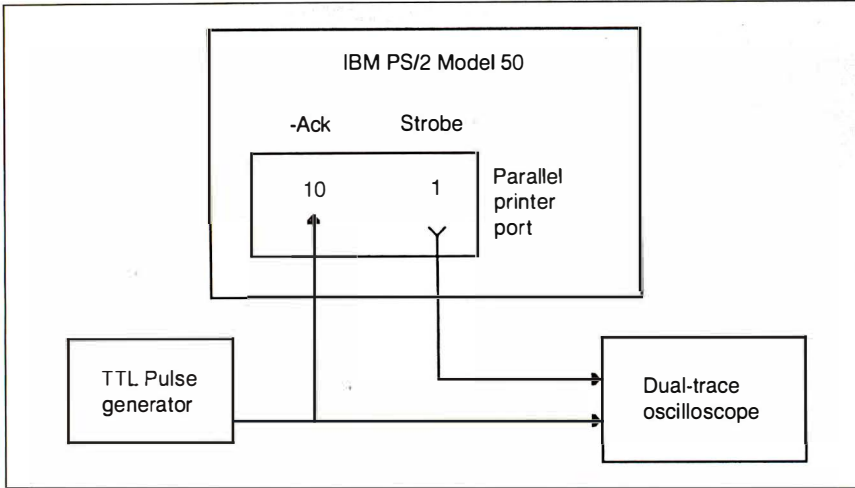 IBM PS/2 Model 50
-Ack Strobe
10 1
Parallel
printer
port
TTL Pulse
generator
Dual-trace
oscilloscope